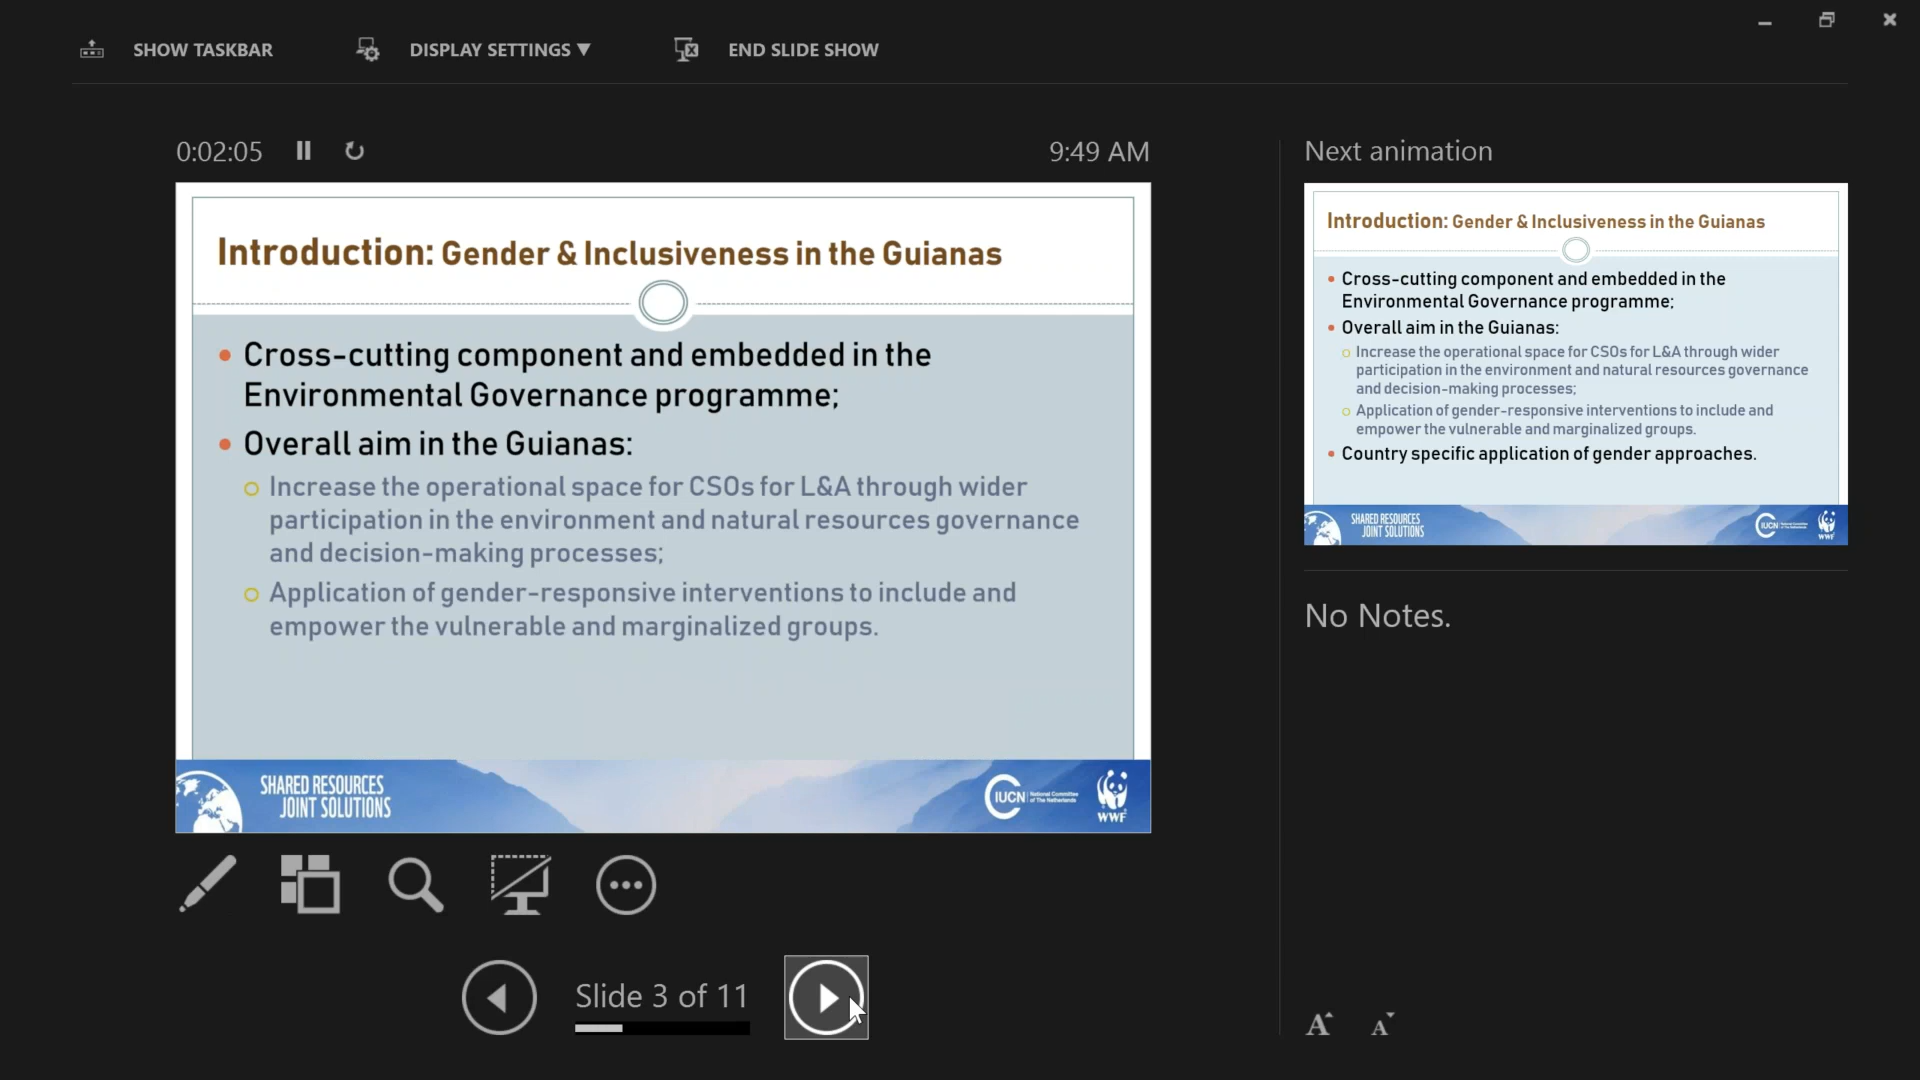 SHOW TASKBAR
DISPLAY SETTINGS ▼
END SLIDE SHOW
0:02:05
9:49 AM
Next animation
Introduction: Gender & Inclusiveness in the Guianas
• Cross-cutting component and embedded in the
Environmental Governance programme;
• Overall aim in the Guianas:
o Increase the operational space for CSOs for L&A through wider
participation in the environment and natural resources governance
and decision-making processes;
o Application of gender-responsive interventions to include and
empower the vulnerable and marginalized groups.
SHARED RESOURCES
JOINT SOLUTIONS
IUCN
National Committee
of The Netherlands
WWF
Introduction: Gender & Inclusiveness in the Guianas
• Cross-cutting component and embedded in the
Environmental Governance programme;
• Overall aim in the Guianas:
o Increase the operational space for CSOs for L&A through wider
participation in the environment and natural resources governance
and decision-making processes;
o Application of gender-responsive interventions to include and
empower the vulnerable and marginalized groups.
• Country specific application of gender approaches.
SHARED RESOURCES
JOINT SOLUTIONS
IUCN
WWF
No Notes.
Slide 3 of 11
A A